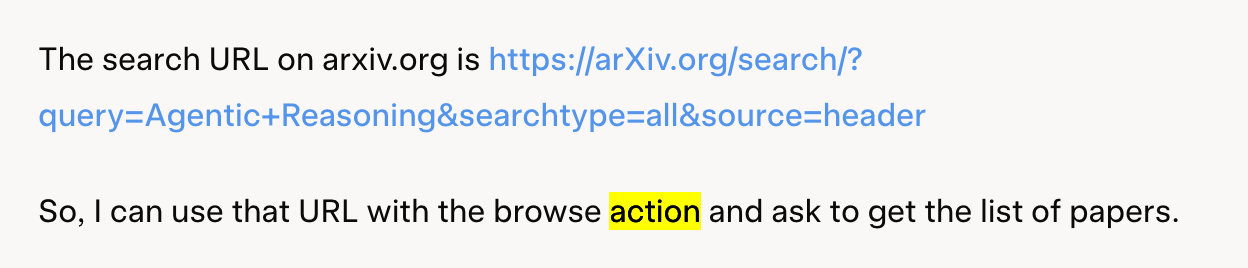 The search URL on arxiv.org is https://arXiv.org/search/?
query=Agentic+Reasoning&searchtype=all&source=header
So, I can use that URL with the browse action and ask to get the list of papers.